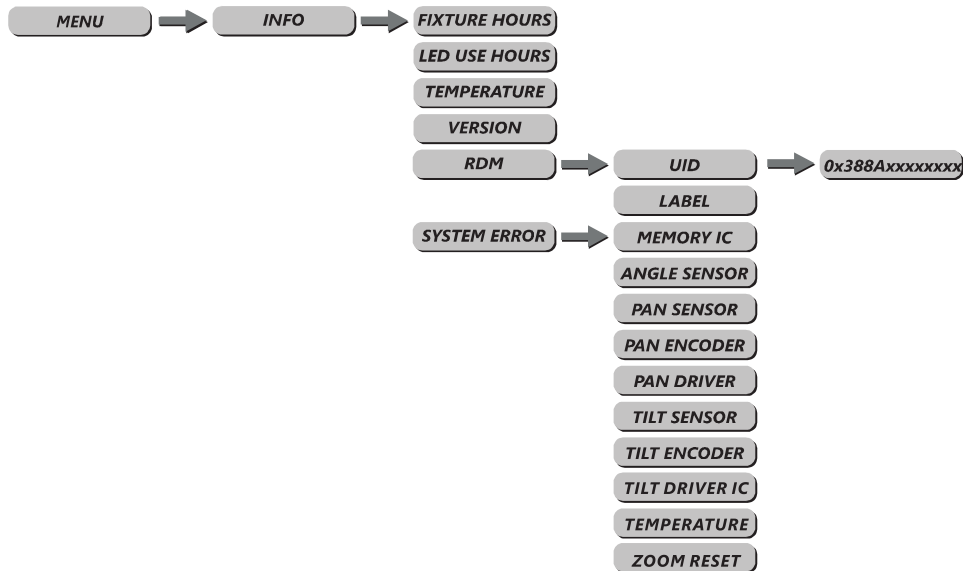 MENU
INFO
FIXTURE HOURS
LED USE HOURS
TEMPERATURE
VERSION
RDM
UID
0x388Axxxxxxxx
LABEL
SYSTEM ERROR
MEMORY IC
ANGLE SENSOR
PAN SENSOR
PAN ENCODER
PAN DRIVER
TILT SENSOR
TILT ENCODER
TILT DRIVER IC
TEMPERATURE
ZOOM RESET